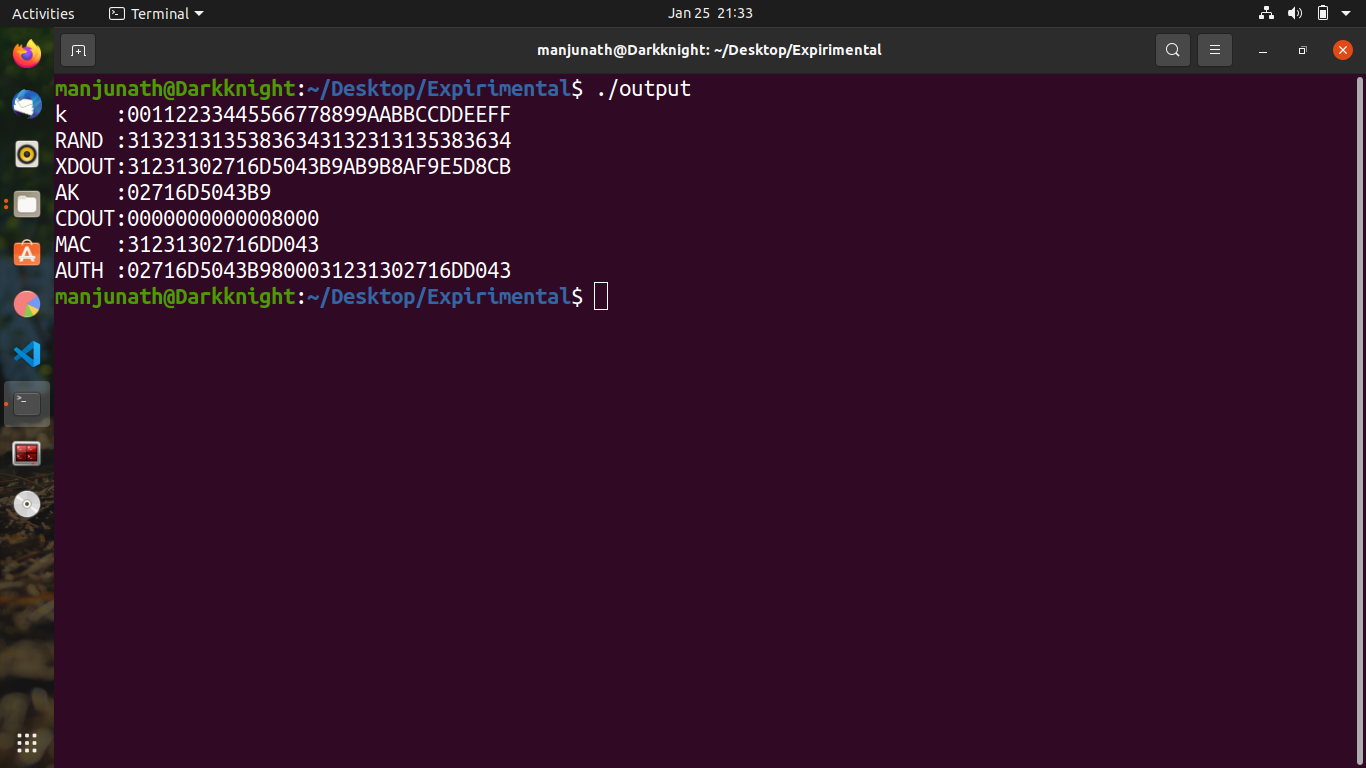 Activities Terminal Jan 25 21:33
manjunath@Darkknight: ~/Desktop/Expirimental
manjunath@Darkknight:~/Desktop/Expirimental$ ./output
k    :00112233445566778899AABBCCDDEEFF
RAND :31323131353836343132313135383634
XDOUT:31231302716D5043B9AB9B8AF9E5D8CB
AK   :02716D5043B9
CDOUT:0000000000008000
MAC  :31231302716DD043
AUTH :02716D5043B9800031231302716DD043
manjunath@Darkknight:~/Desktop/Expirimental$